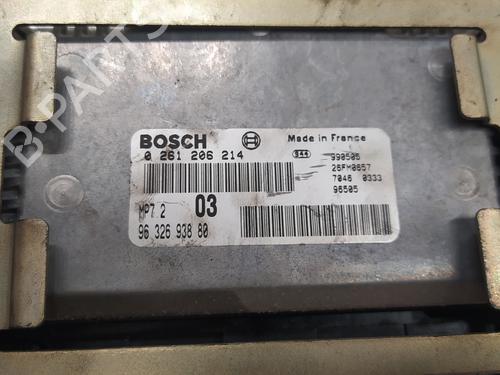 BOSCH
Made in France
0 261 206 214
S44
990505
26FM0657
7046 0333
96505
MP7.2
03
96 326 938 80
B-PARTS